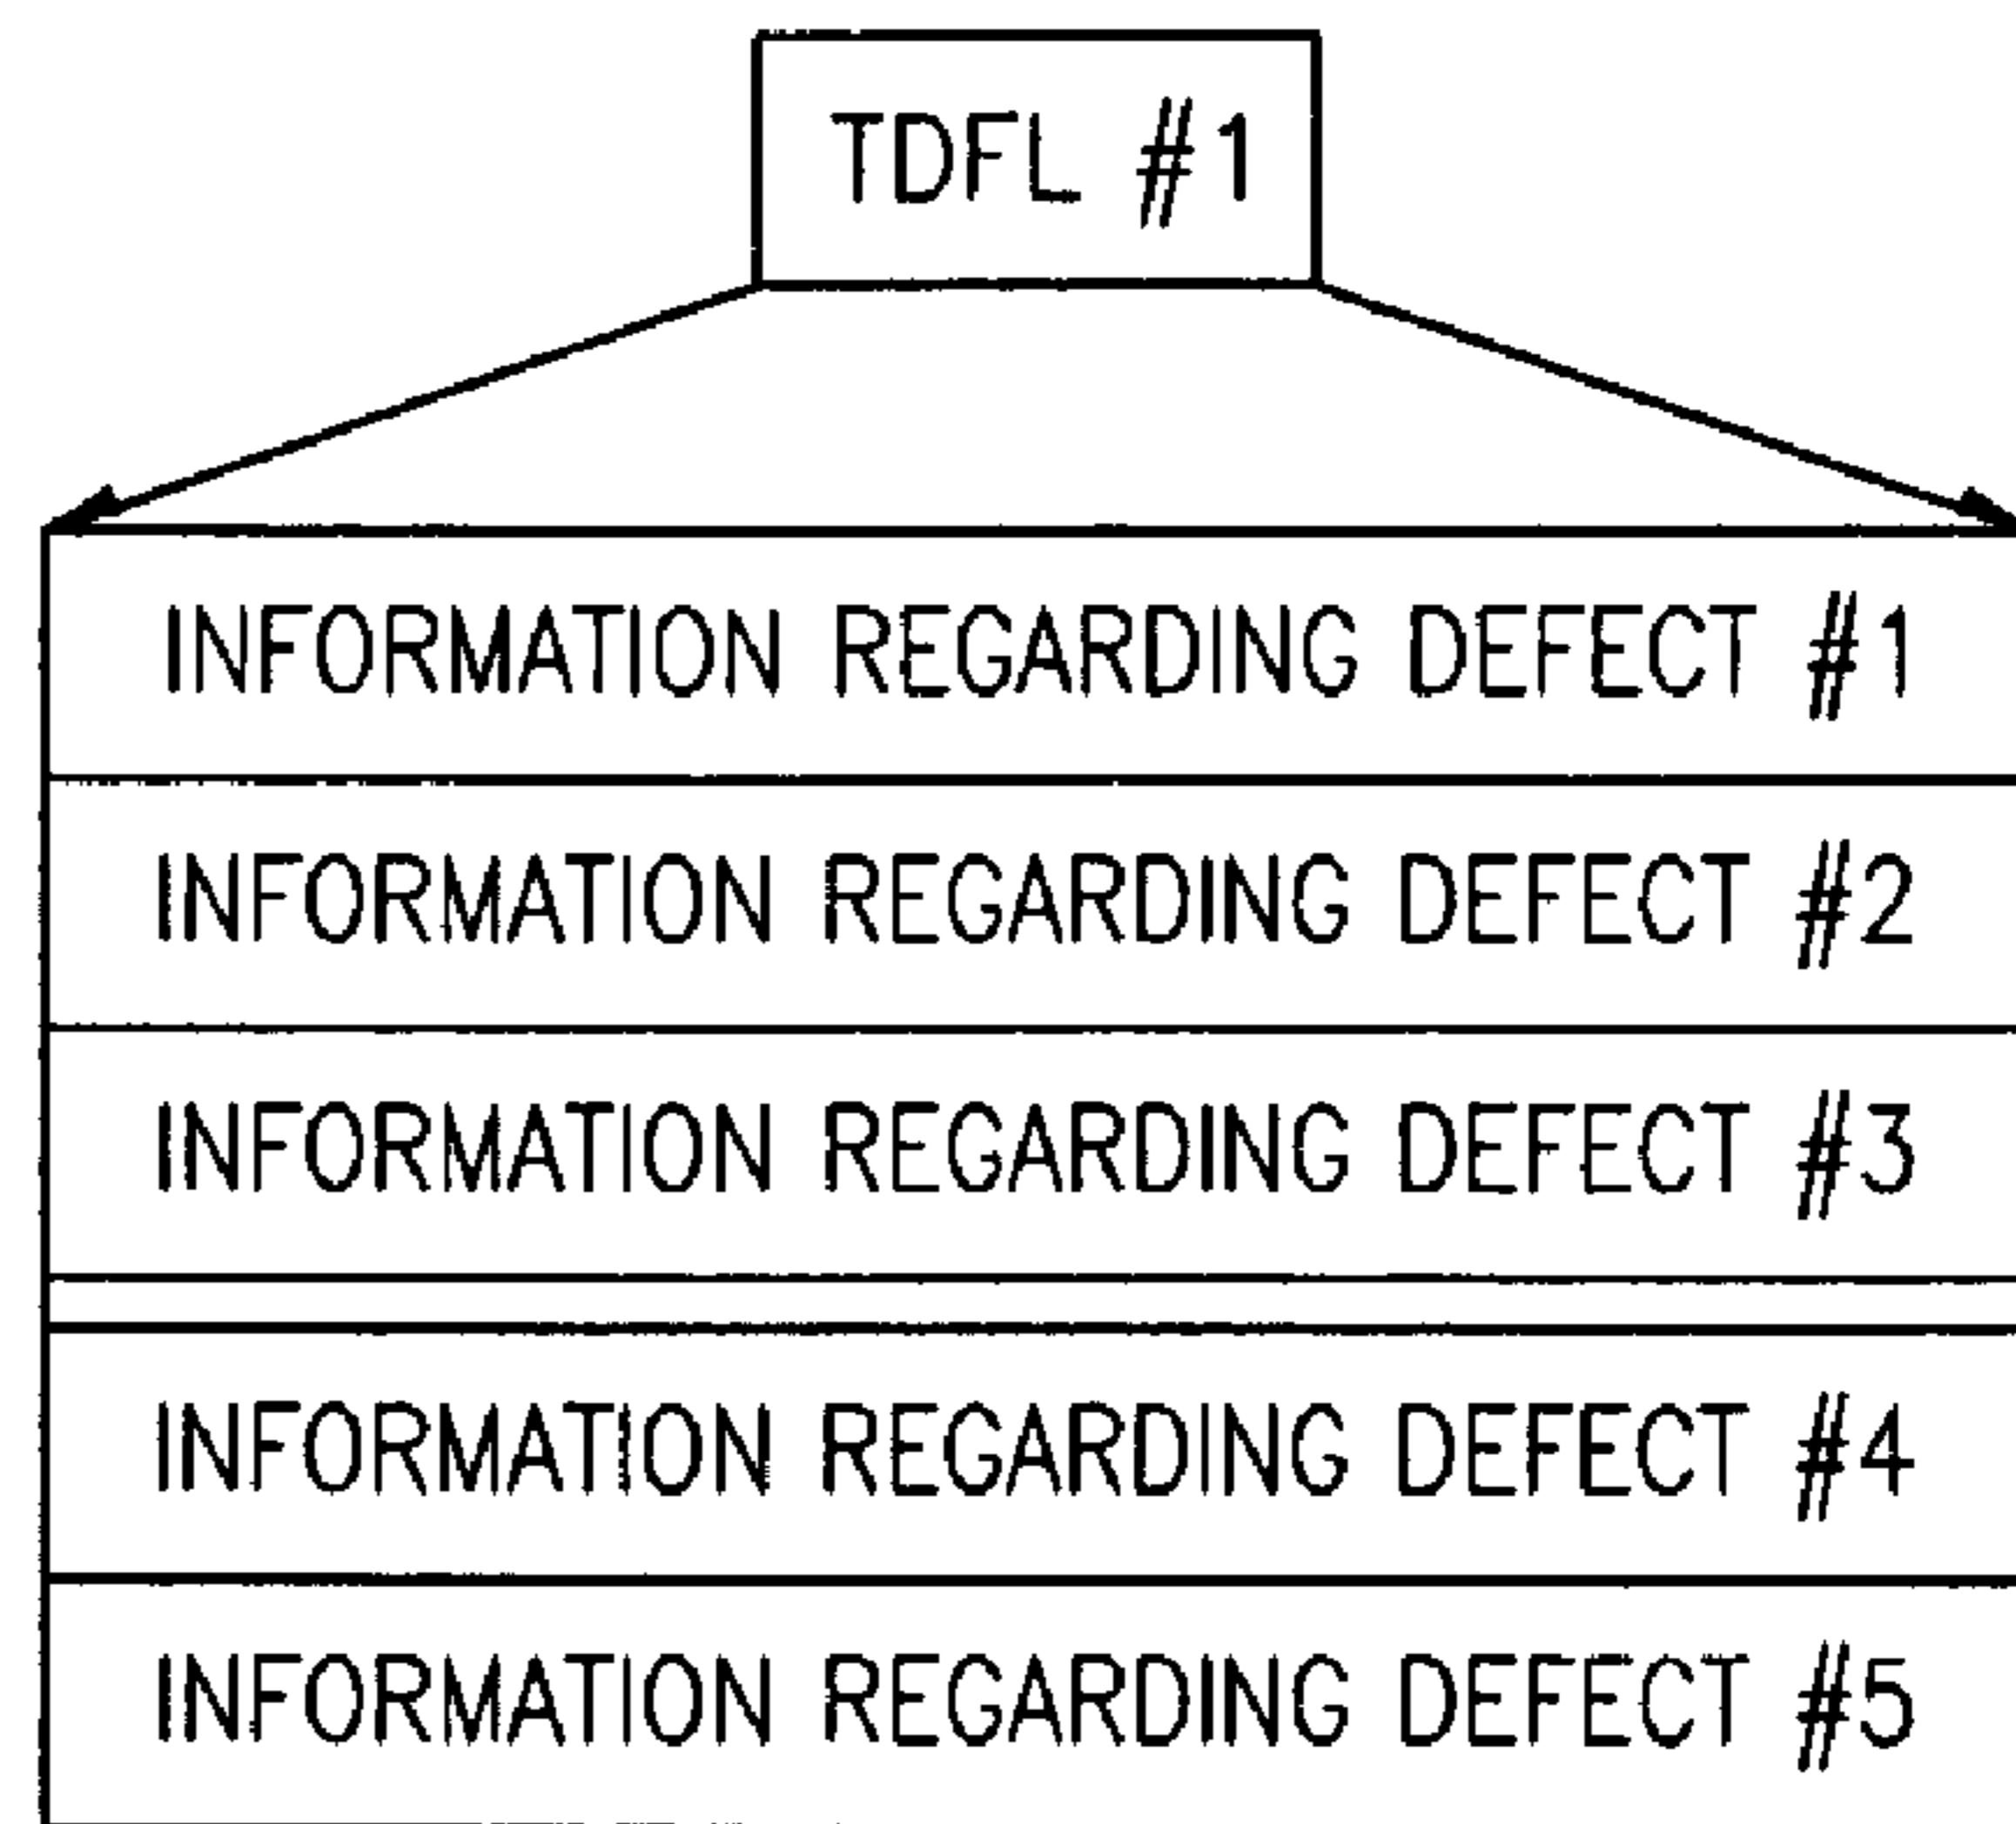 TDFL #1
INFORMATION REGARDING DEFECT #1
INFORMATION REGARDING DEFECT #2
INFORMATION REGARDING DEFECT #3
INFORMATION REGARDING DEFECT #4
INFORMATION REGARDING DEFECT #5